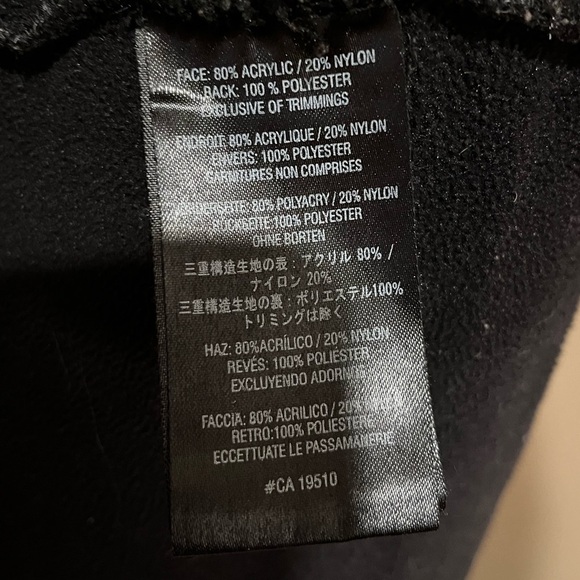 FACE: 80% ACRYLIC / 20% NYLON
BACK: 100 % POLYESTER
EXCLUSIVE OF TRIMMINGS
ENDROIT: 80% ACRYLIQUE / 20% NYLON
ENVERS: 100% POLYESTER
GARNITURES NON COMPRISES
80% POLYACRY / 20% NYLON
RÜCKSEITE:100% POLYESTER
OHNE BORTEN
三重構造生地の表 : アクリル 80% /
ナイロン 20%
三重構造生地の裏 : ポリエステル100%
トリミングは除く
HAZ: 80%ACRÍLICO / 20% NYLON
REVÉS: 100% POLIESTER
EXCLUYENDO
FACCIA: 80% ACRILICO / 20% NYLON
RETRO:100% POLIESTERE
ECCETTUATE LE PASSAMANERIE
#CA 19510